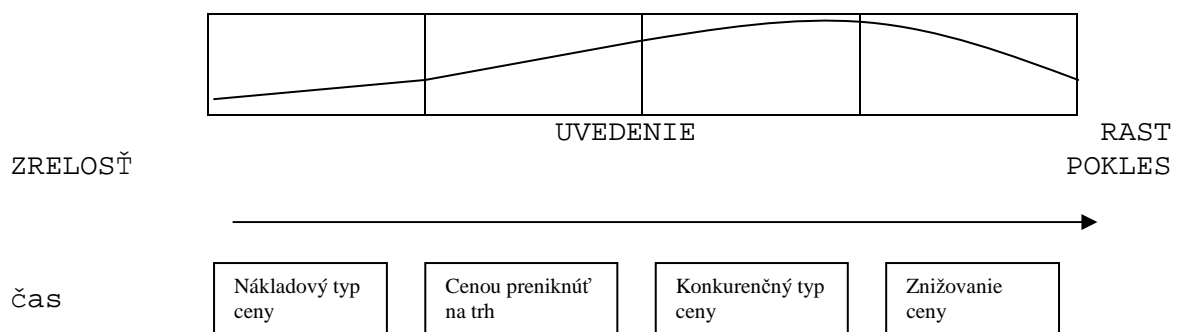 UVEDENIE RAST
ZRELOSŤ POKLES
čas
Nákladový typ
ceny
Cenou preniknúť
na trh
Konkurenčný typ
ceny
Znižovanie
ceny